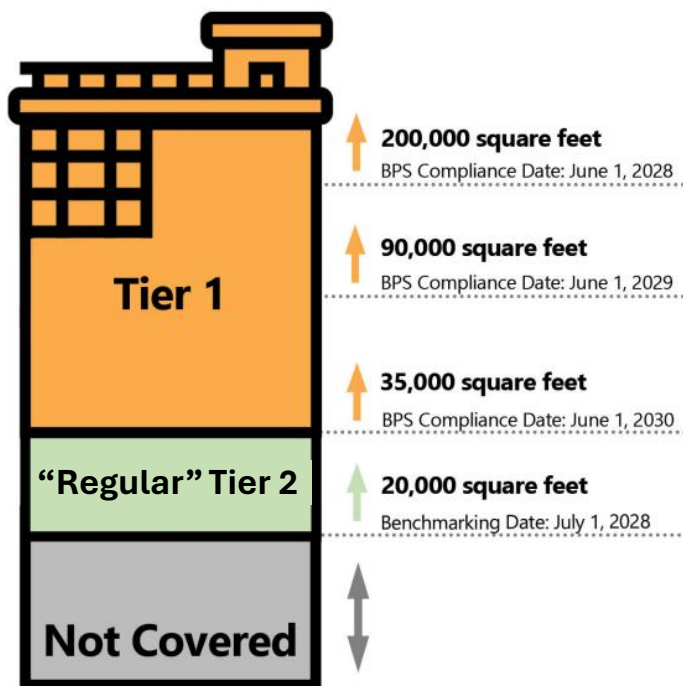 200,000 square feet
BPS Compliance Date: June 1, 2028
90,000 square feet
BPS Compliance Date: June 1, 2029
Tier 1
35,000 square feet
BPS Compliance Date: June 1, 2030
“Regular” Tier 2
20,000 square feet
Benchmarking Date: July 1, 2028
Not Covered